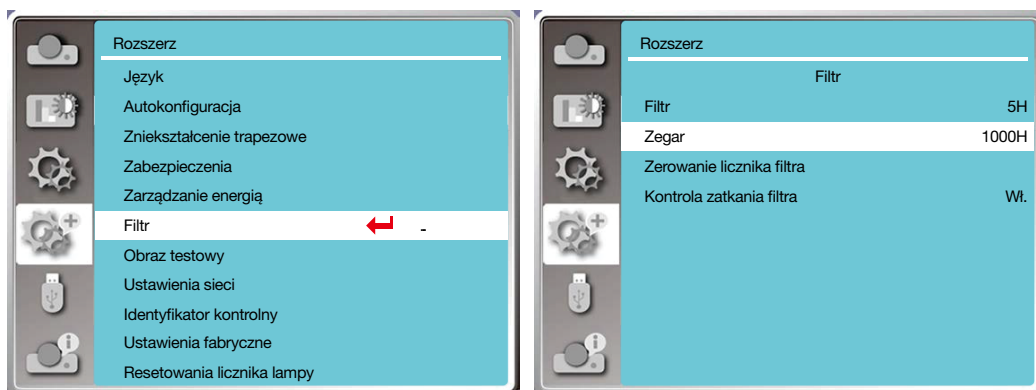 Rozszerz
Język
Autokonfiguracja
Zniekształcenie trapezowe
Zabezpieczenia
Zarządzanie energią
Filtr -
Obraz testowy
Ustawienia sieci
Identyfikator kontrolny
Ustawienia fabryczne
Resetowania licznika lampy
Rozszerz
Filtr
Filtr 5H
Zegar 1000H
Zerowanie licznika filtra
Kontrola zatkania filtra Wł.